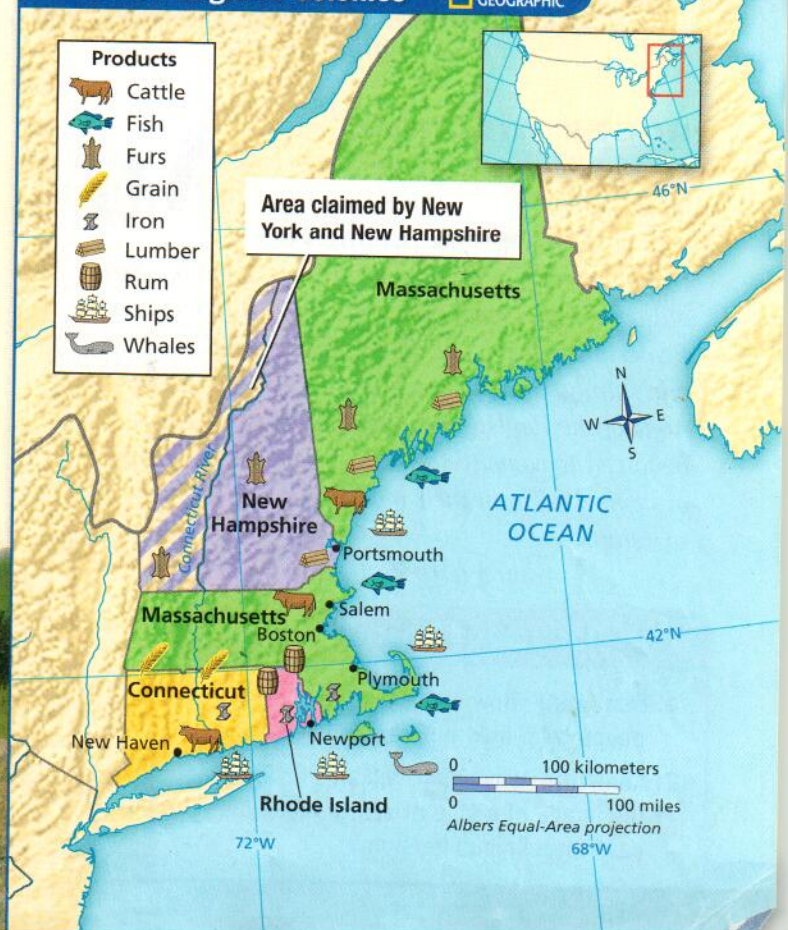 GEOGRAPHIC
Products
Cattle
Fish
Furs
Grain
Iron
Lumber
Rum
Ships
Whales
Area claimed by New
York and New Hampshire
46°N
Massachusetts
N
W
E
S
Connecticut River
New
Hampshire
ATLANTIC
OCEAN
Portsmouth
Massachusetts
Salem
Boston
42°N
Plymouth
Connecticut
New Haven
Newport
Rhode Island
0
100 kilometers
0
100 miles
Albers Equal-Area projection
72°W
68°W